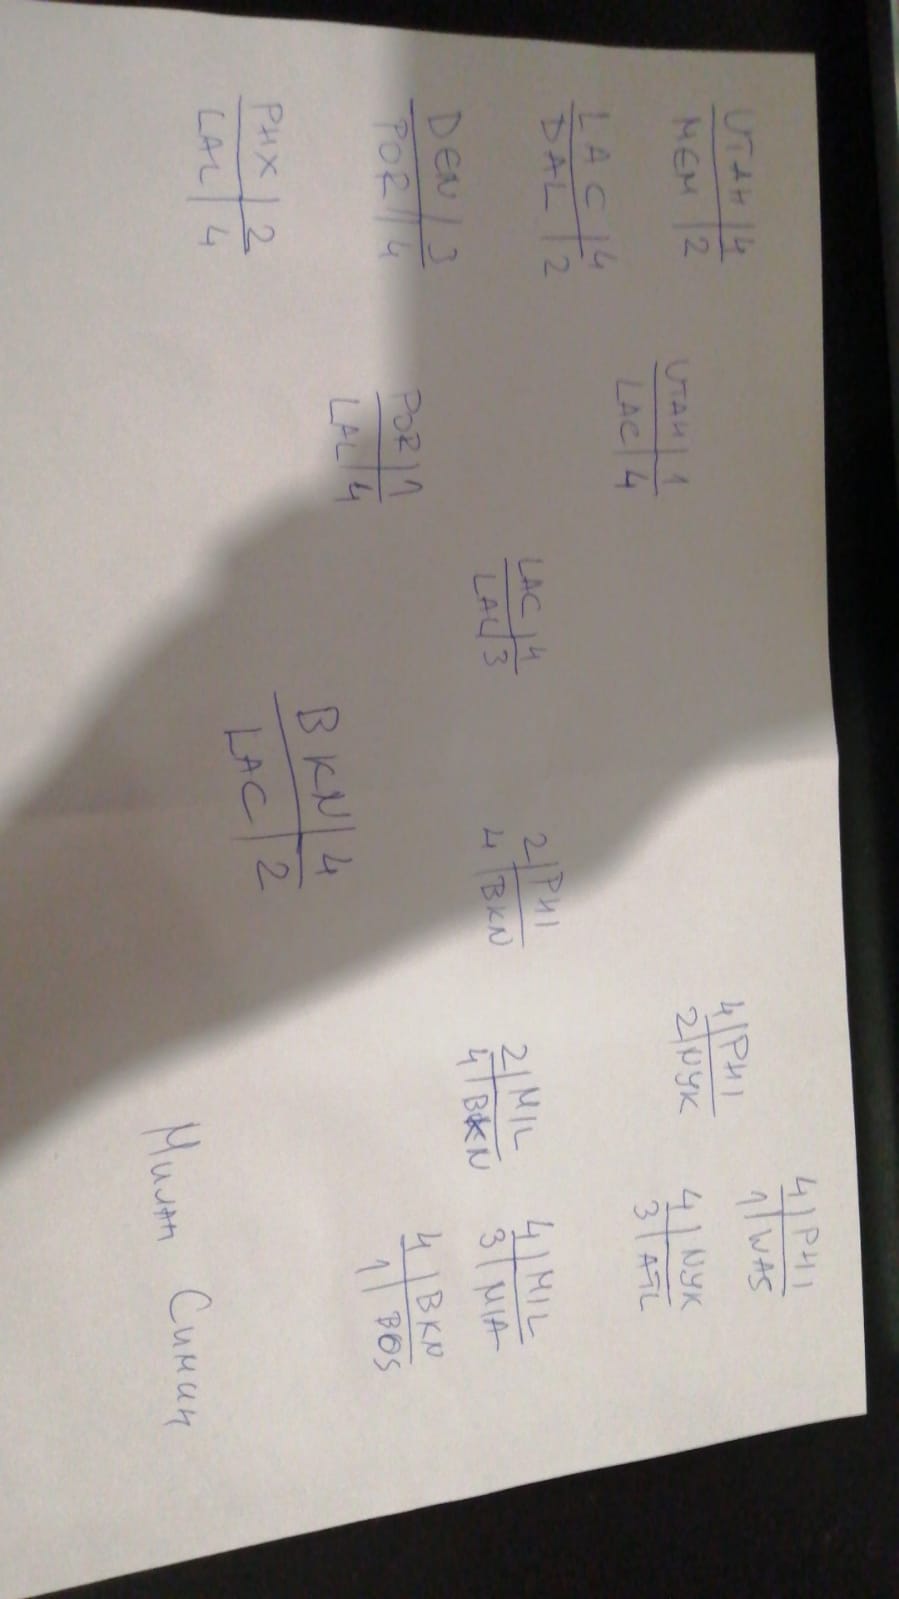 UTAH | 4
MEM | 2
LAC | 4
DAL | 2
DEN | 3
POR | 4
PHX | 2
LAL | 4
UTAH | 1
LAC | 4
POR | 1
LAL | 4
LAC | 4
LAL | 3
BKN | 4
LAC | 2
2 | PHI
4 | BKN
4 | PHI
2 | NYK
2 | MIL
4 | BKN
4 | PHI
1 | WAS
4 | NYK
3 | ATL
4 | MIL
3 | MIA
4 | BKN
1 | BOS
Милан Симић